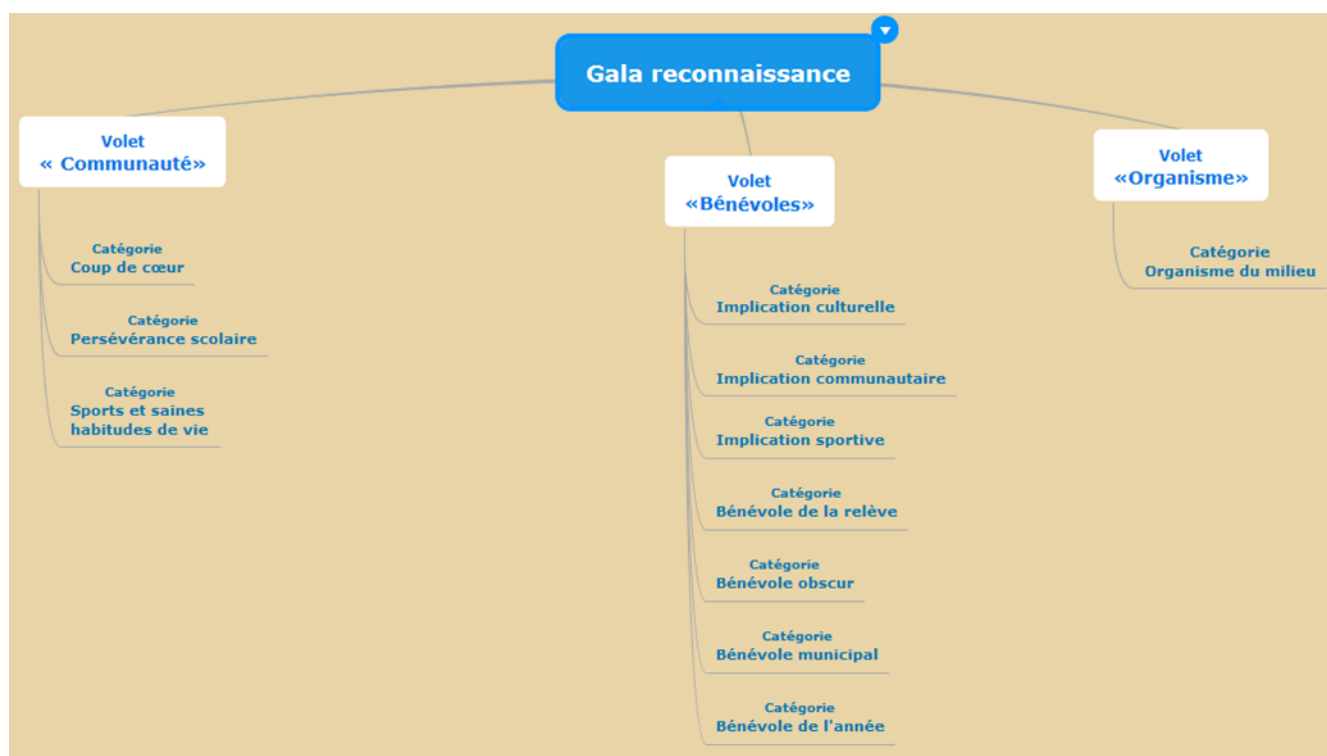 Gala reconnaissance
Volet
« Communauté»
Catégorie
Coup de cœur
Catégorie
Persévérance scolaire
Catégorie
Sports et saines
habitudes de vie
Volet
«Bénévoles»
Catégorie
Implication culturelle
Catégorie
Implication communautaire
Catégorie
Implication sportive
Catégorie
Bénévole de la relève
Catégorie
Bénévole obscur
Catégorie
Bénévole municipal
Catégorie
Bénévole de l'année
Volet
«Organisme»
Catégorie
Organisme du milieu